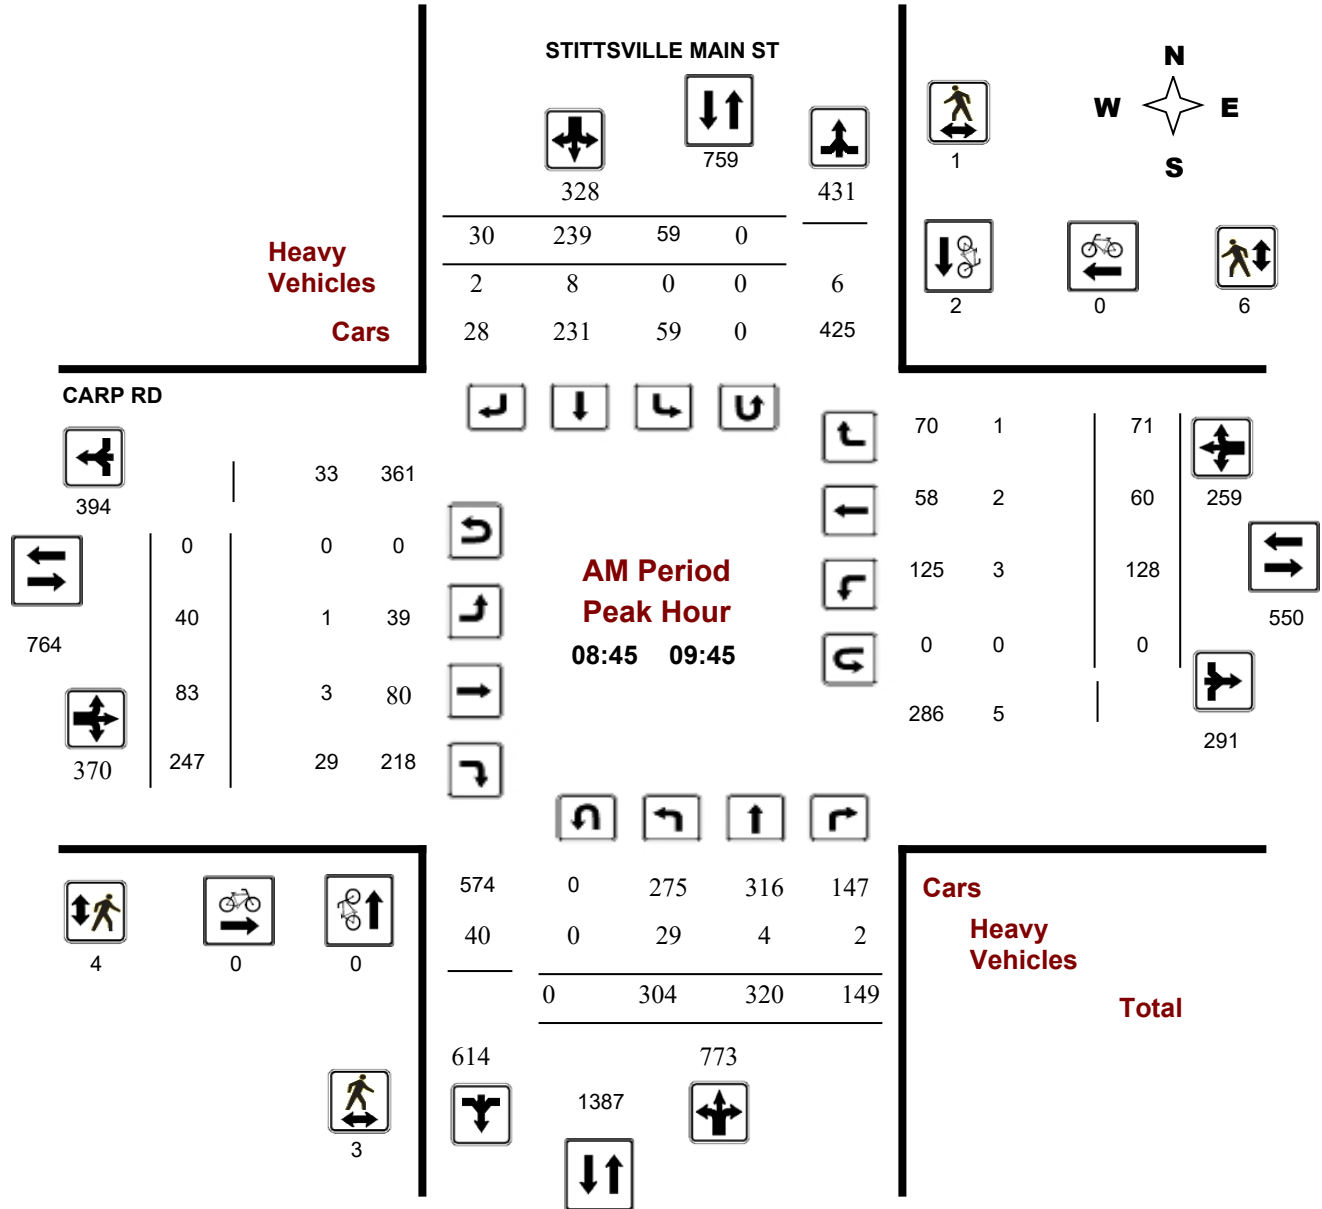 STITTSVILLE MAIN ST
N
W E
S
759
1
328 431
30 239 59 0
Heavy
Vehicles
2 8 0 0 6
2 0 6
Cars 28 231 59 0 425
CARP RD
70 1 71
33 361
394
58 2 60 259
0 0 0
AM Period
125 3 128
Peak Hour
40 1 39
550
764
08:45 09:45
0 0 0
83 3 80
286 5
291
370 247 29 218
574 0 275 316 147 Cars
40 0 29 4 2 Heavy
Vehicles
4 0 0
0 304 320 149 Total
614 773
1387
3